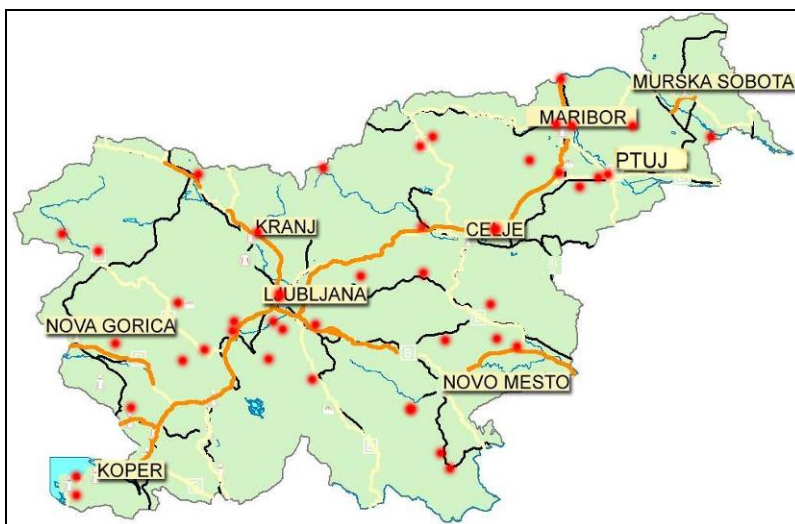 MURSKA SOBOTA
MARIBOR
PTUJ
KRANJ
CELJE
LJUBLJANA
NOVA GORICA
NOVO MESTO
KOPER